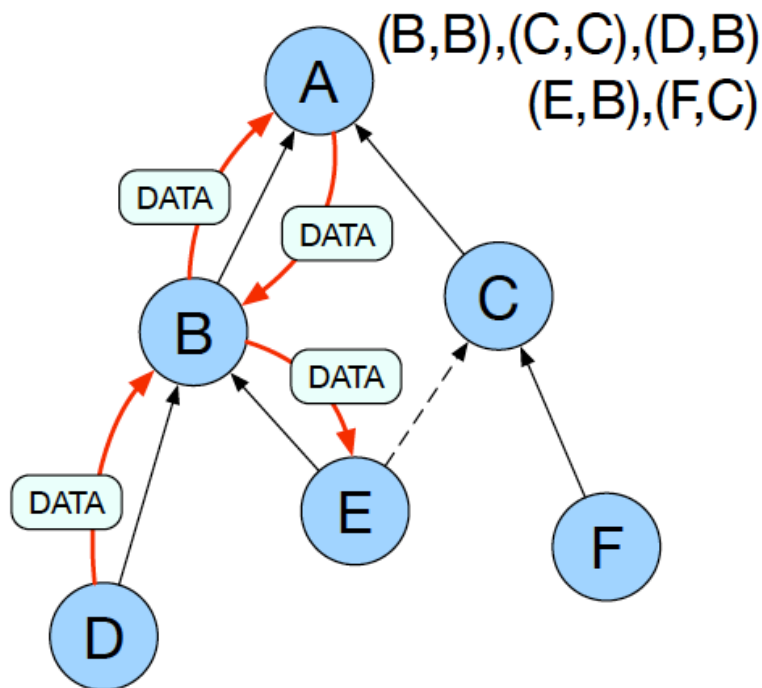 (B,B),(C,C),(D,B)
(E,B),(F,C)
A
DATA
DATA
C
B
DATA
DATA
E
F
D